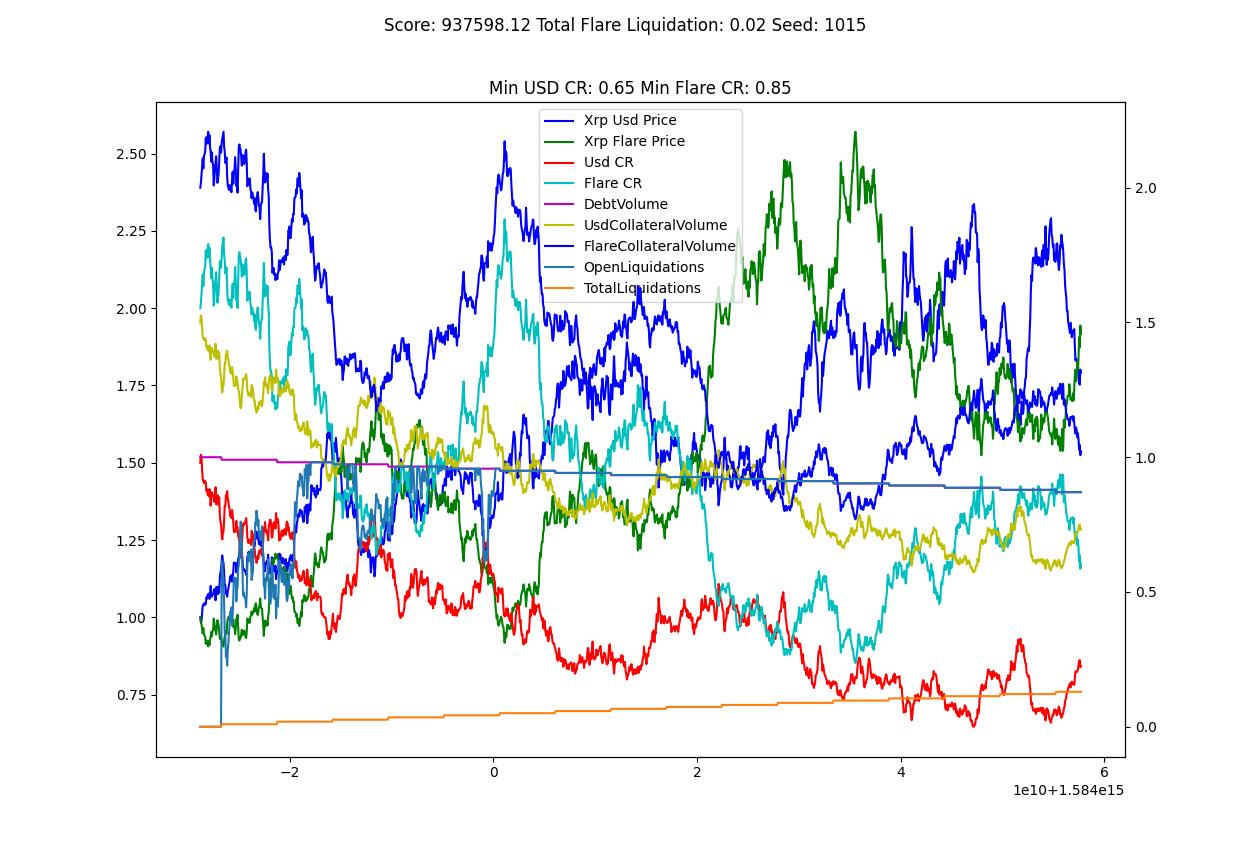 Score: 937598.12 Total Flare Liquidation: 0.02 Seed: 1015
Min USD CR: 0.65 Min Flare CR: 0.85
Xrp Usd Price
Xrp Flare Price
Usd CR
Flare CR
DebtVolume
UsdCollateralVolume
FlareCollateralVolume
OpenLiquidations
TotalLiquidations
2.50
2.25
2.00
1.75
1.50
1.25
1.00
0.75
2.0
1.5
1.0
0.5
0.0
−2 0 2 4 6
1e10+1.584e15